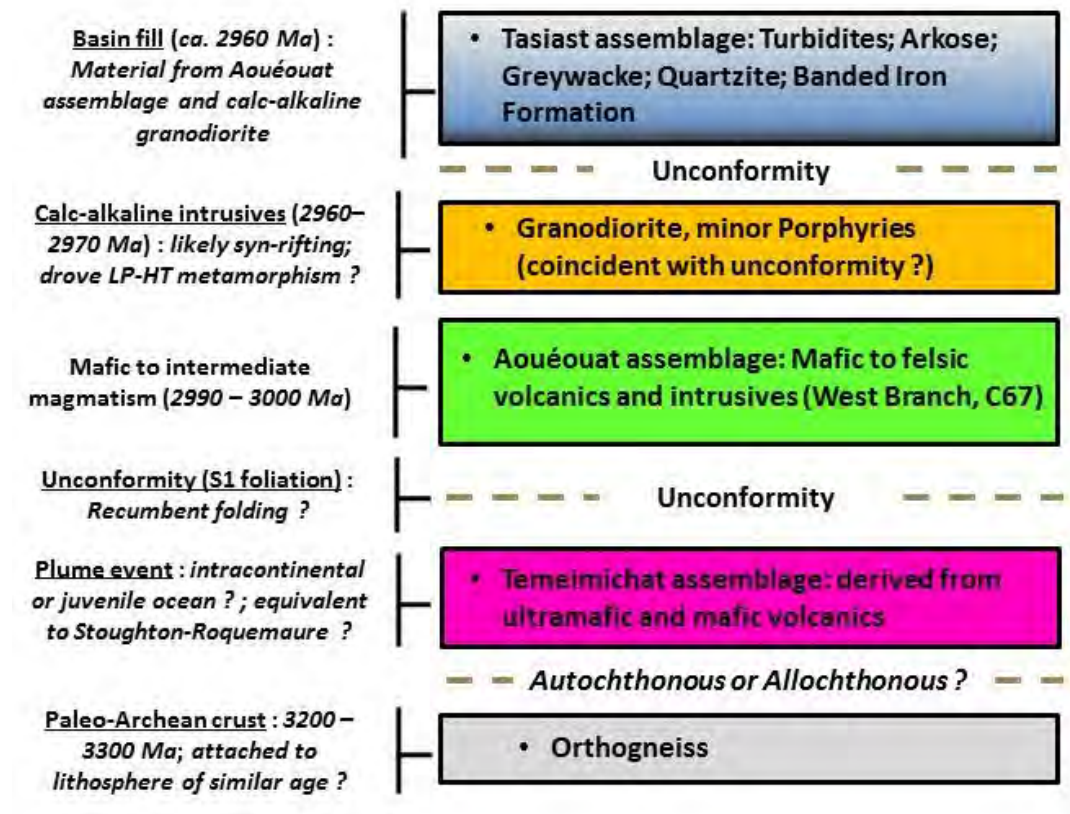 Basin fill (ca. 2960 Ma) :
Material from Aouéouat
assemblage and calc-alkaline
granodiorite
• Tasiast assemblage: Turbidites; Arkose;
Greywacke; Quartzite; Banded Iron
Formation
Unconformity
Calc-alkaline intrusives (2960–
2970 Ma) : likely syn-rifting;
drove LP-HT metamorphism ?
• Granodiorite, minor Porphyries
(coincident with unconformity ?)
Mafic to intermediate
magmatism (2990 – 3000 Ma)
• Aouéouat assemblage: Mafic to felsic
volcanics and intrusives (West Branch, C67)
Unconformity (S1 foliation) :
Recumbent folding ?
Unconformity
Plume event : intracontinental
or juvenile ocean ? ; equivalent
to Stoughton-Roquemaure ?
• Temeimichat assemblage: derived from
ultramafic and mafic volcanics
Autochthonous or Allochthonous ?
Paleo-Archean crust : 3200 –
3300 Ma; attached to
lithosphere of similar age ?
• Orthogneiss